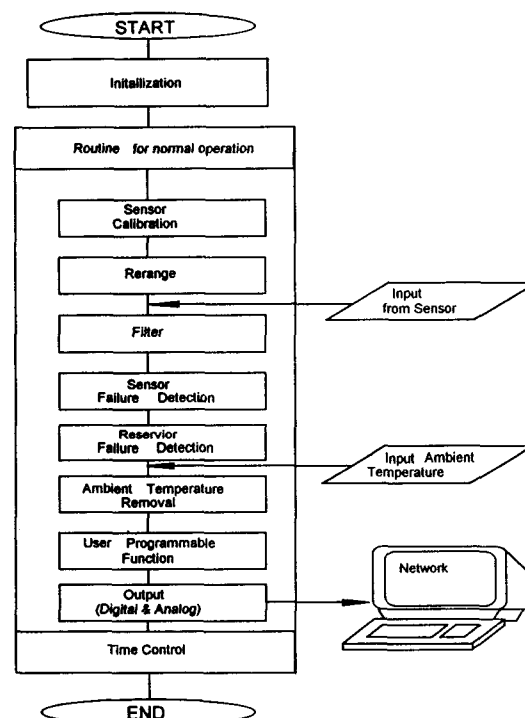 START
Initailization
Routine for normal operation
Sensor
Calibration
Rerange
Input
from Sensor
Filter
Sensor
Failure Detection
Reservior
Failure Detection
Input Ambient
Temperature
Ambient Temperature
Removal
User Programmable
Function
Network
Output
(Digital & Analog)
Time Control
END